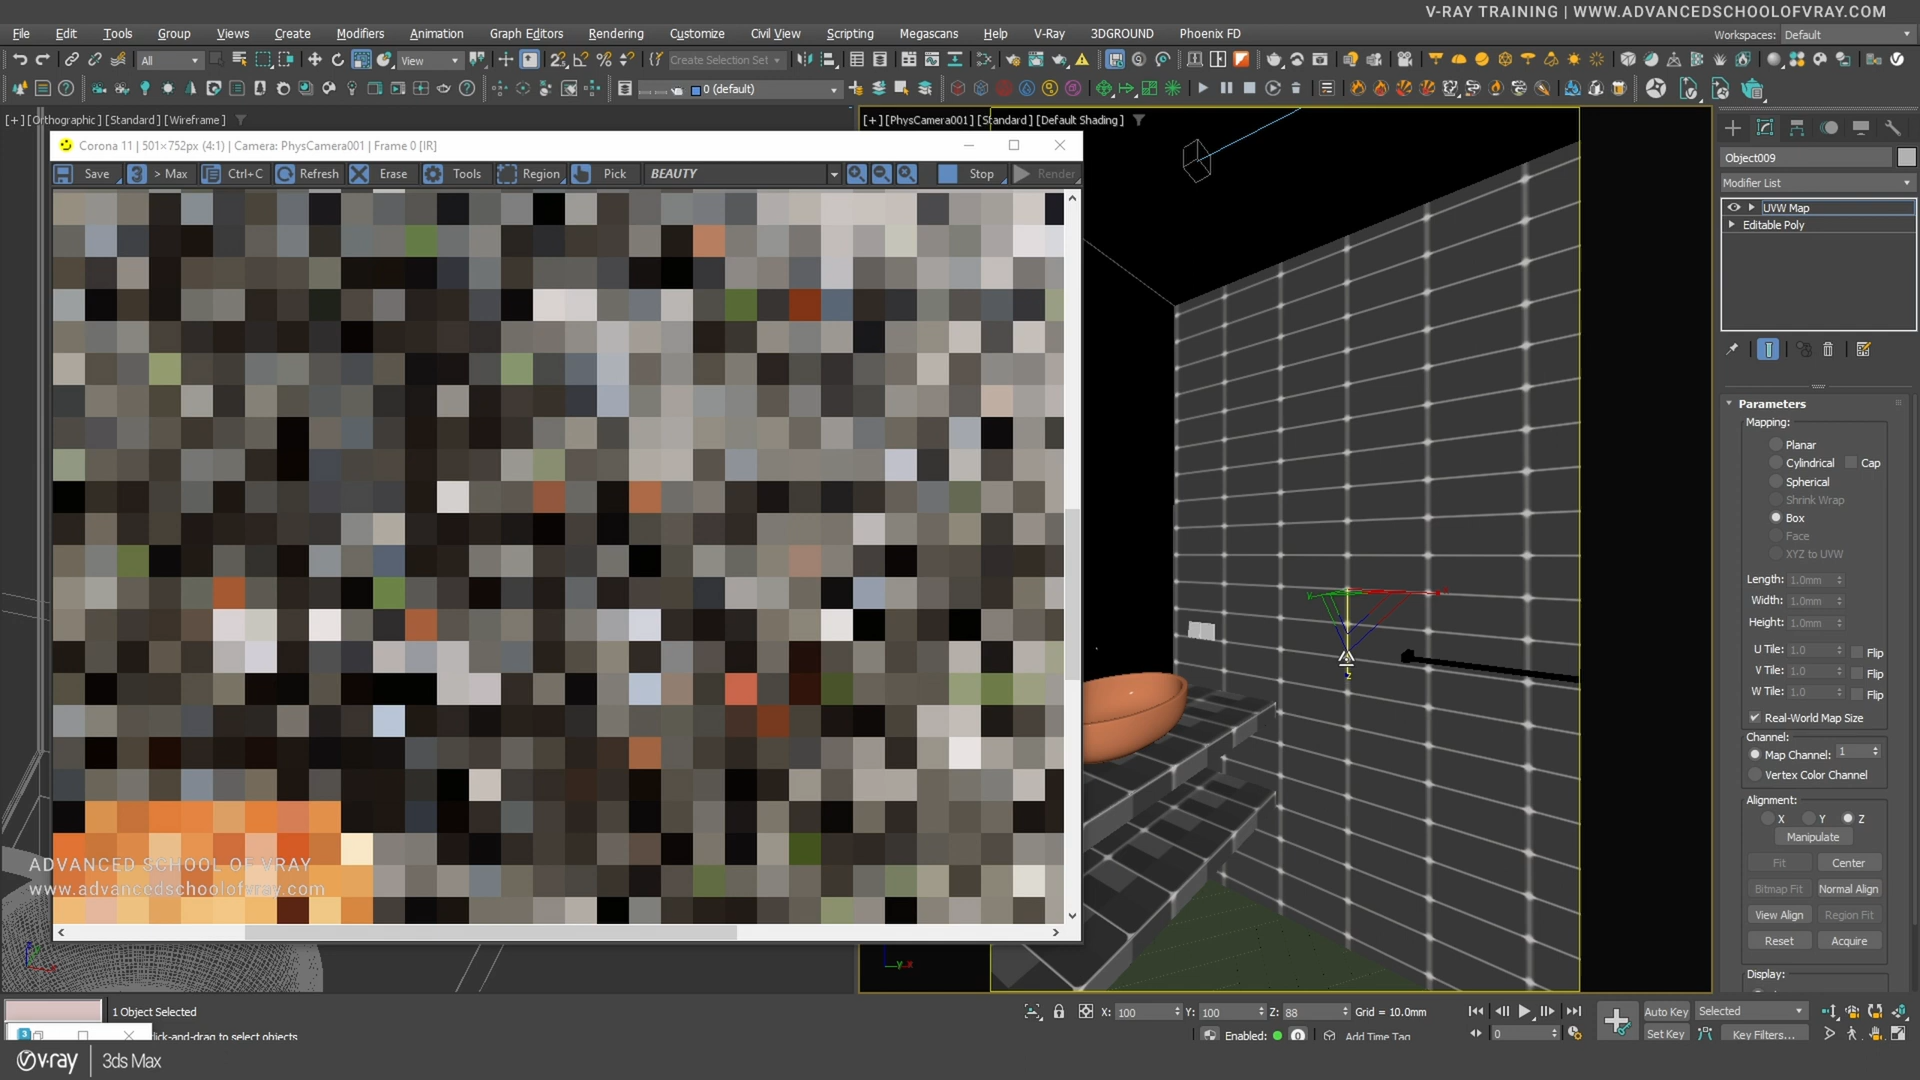 V-RAY TRAINING | WWW.ADVANCEDSCHOOLOFVRAY.COM
File Edit Tools Group Views Create Modifiers Animation Graph Editors Rendering Customize Civil View Scripting Megascans Help V-Ray 3DGROUND Phoenix FD
Workspaces: Default
All View Create Selection Set
0 (default)
[+] [Orthographic ] [Standard ] [Wireframe ]
[+] [PhysCamera001 ] [Standard ] [Default Shading ]
Corona 11 | 501×752px (4:1) | Camera: PhysCamera001 | Frame 0 [IR]
Save 3 > Max Ctrl+C Refresh Erase Tools Region Pick BEAUTY Stop Render
Object009
Modifier List
UVW Map
Editable Poly
Parameters
Mapping:
Planar
Cylindrical Cap
Spherical
Shrink Wrap
Box
Face
XYZ to UVW
Length: 1.0mm
Width: 1.0mm
Height: 1.0mm
U Tile: 1.0 Flip
V Tile: 1.0 Flip
W Tile: 1.0 Flip
Real-World Map Size
Channel:
Map Channel: 1
Vertex Color Channel
Alignment:
X Y Z
Manipulate
Fit Center
Bitmap Fit Normal Align
View Align Region Fit
Reset Acquire
Display:
ADVANCED SCHOOL OF VRAY
www.advancedschoolofvray.com
1 Object Selected
click-and-drag to select objects
X: 100 Y: 100 Z: 88 Grid = 10.0mm
Enabled: 0 Add Time Tag
0
Auto Key Selected
Set Key Key Filters...
v-ray 3ds Max